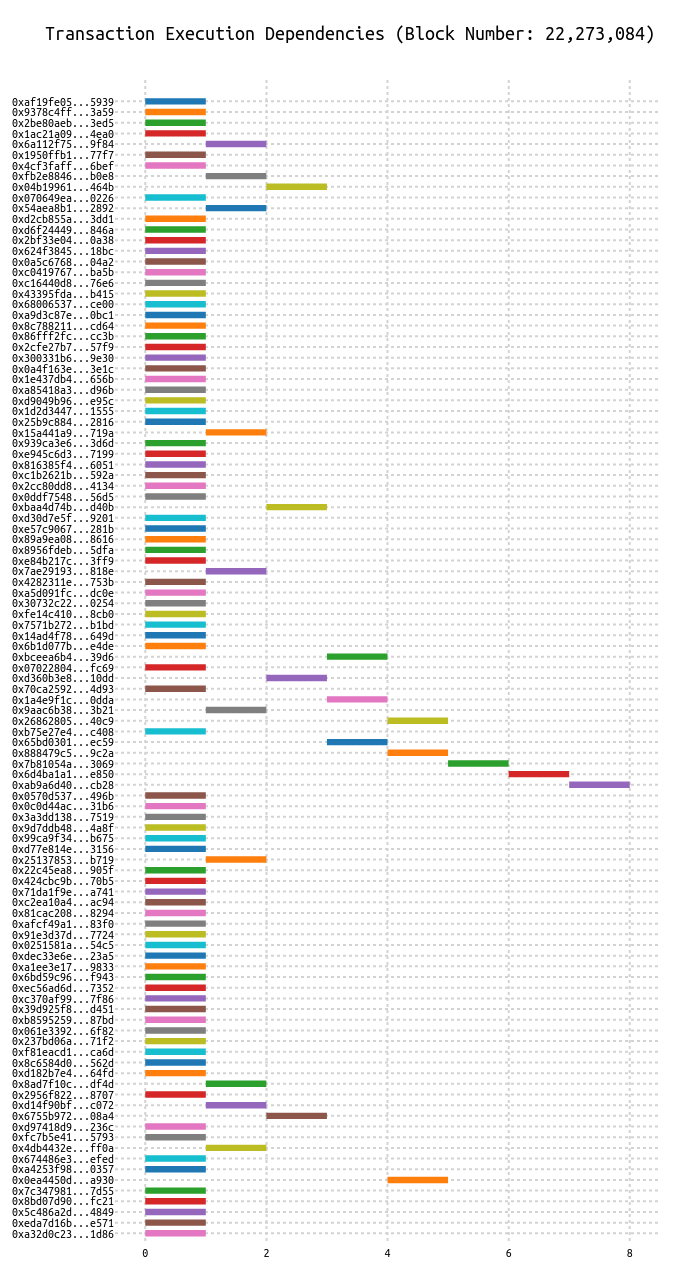 Transaction Execution Dependencies (Block Number: 22,273,084)
0xaf19fe05...5939
0x9378c4ff...3a59
0x2be80aeb...3ed5
0x1ac21a09...4ea0
0x6a112f75...9f84
0x1950ffb1...77f7
0x4cf3faff...6bef
0xfb2e8846...b0e8
0x04b19961...464b
0x070649ea...0226
0x54aea8b1...2892
0xd2cb855a...3dd1
0xd6f24449...846a
0x2bf33e04...0a38
0x624f3845...18bc
0x0a5c6768...04a2
0xc0419767...ba5b
0xc16440d8...76e6
0x43395fda...b415
0x68006537...ce00
0xa9d3c87e...0bc1
0x8c788211...cd64
0x86fff2fc...cc3b
0x2cfe27b7...57f9
0x300331b6...9e30
0x0a4f163e...3e1c
0x1e437db4...656b
0xa85418a3...d96b
0xd9049b96...e95c
0x1d2d3447...1555
0x25b9c884...2816
0x15a441a9...719a
0x939ca3e6...3d6d
0xe945c6d3...7199
0x816385f4...6051
0xc1b2621b...592a
0x2cc80dd8...4134
0x0ddf7548...56d5
0xbaa4d74b...d40b
0xd30d7e5f...9201
0xe57c9067...281b
0x89a9ea08...8616
0x8956fdeb...5dfa
0xe84b217c...3ff9
0x7ae29193...818e
0x4282311e...753b
0xa5d091fc...dc0e
0x30732c22...0254
0xfe14c410...8cb0
0x7571b272...b1bd
0x14ad4f78...649d
0x6b1d077b...e4de
0xbceea6b4...39d6
0x07022804...fc69
0xd360b3e8...10dd
0x70ca2592...4d93
0x1a4e9f1c...0dda
0x9aac6b38...3b21
0x26862805...40c9
0xb75e27e4...c408
0x65bd0301...ec59
0x888479c5...9c2a
0x7b81054a...3069
0x6d4ba1a1...e850
0xab9a6d40...cb28
0x0570d537...496b
0x0c0d44ac...31b6
0x3a3dd138...7519
0x9d7ddb48...4a8f
0x99ca9f34...b675
0xd77e814e...3156
0x25137853...b719
0x22c45ea8...905f
0x424cbc9b...70b5
0x71da1f9e...a741
0xc2ea10a4...ac94
0x81cac208...8294
0xafcf49a1...83f0
0x91e3d37d...7724
0x0251581a...54c5
0xdec33e6e...23a5
0xa1ee3e17...9833
0x6bd59c96...f943
0xec56ad6d...7352
0xc370af99...7f86
0x39d925f8...d451
0xb8595259...87bd
0x061e3392...6f82
0x237bd06a...71f2
0xf81eacd1...ca6d
0x8c6584d0...562d
0xd182b7e4...64fd
0x8ad7f10c...df4d
0x2956f822...8707
0xd14f90bf...c072
0x6755b972...08a4
0xd97418d9...236c
0xfc7b5e41...5793
0x4db4432e...ff0a
0x674486e3...efed
0xa4253f98...0357
0x0ea4450d...a930
0x7c347981...7d55
0x8bd07d90...fc21
0x5c486a2d...4849
0xeda7d16b...e571
0xa32d0c23...1d86
0 2 4 6 8